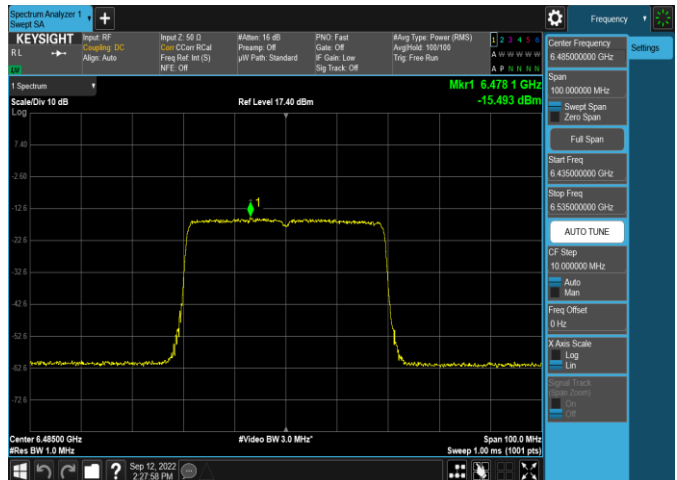 Spectrum Analyzer 1
Swept SA
Frequency
KEYSIGHT
RL
LW
Input: RF
Coupling: DC
Align: Auto
Input Z: 50 Ω
Corr CCorr RCal
Freq Ref: Int (S)
NFE: Off
#Atten: 16 dB
Preamp: Off
µW Path: Standard
PNO: Fast
Gate: Off
IF Gain: Low
Sig Track: Off
#Avg Type: Power (RMS)
Avg|Hold: 100/100
Trig: Free Run
1 2 3 4 5 6
A W W W W W
A P N N N N
1 Spectrum
Scale/Div 10 dB
Log
Ref Level 17.40 dBm
Mkr1 6.478 1 GHz
-15.493 dBm
7.40
-2.60
-12.6
-22.6
-32.6
-42.6
-52.6
-62.6
-72.6
1
Center 6.48500 GHz
#Res BW 1.0 MHz
#Video BW 3.0 MHz*
Span 100.0 MHz
Sweep 1.00 ms (1001 pts)
Center Frequency
6.485000000 GHz
Span
100.000000 MHz
Swept Span
Zero Span
Full Span
Start Freq
6.435000000 GHz
Stop Freq
6.535000000 GHz
AUTO TUNE
CF Step
10.000000 MHz
Auto
Man
Freq Offset
0 Hz
X Axis Scale
Log
Lin
Signal Track
(Span Zoom)
On
Off
Settings
?
Sep 12, 2022
2:27:58 PM